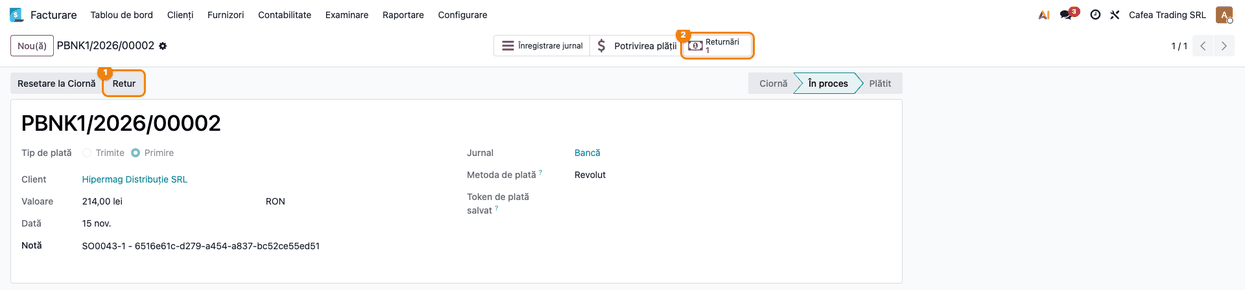 Facturare Tablou de bord Clienți Furnizori Contabilitate Examinare Raportare Configurare AI 3 Cafea Trading SRL A
Nou(ă) PBNK1/2026/00002 Înregistrare jurnal $ Potrivirea plății 2 Returnări 1 1 / 1
Resetare la Ciornă 1 Retur Ciornă În proces Plătit
PBNK1/2026/00002
Tip de plată Trimite Primire Jurnal Bancă
Client Hipermag Distribuție SRL Metoda de plată ? Revolut
Valoare 214,00 lei RON Token de plată salvat ?
Dată 15 nov.
Notă SO0043-1 - 6516e61c-d279-a454-a837-bc52ce55ed51